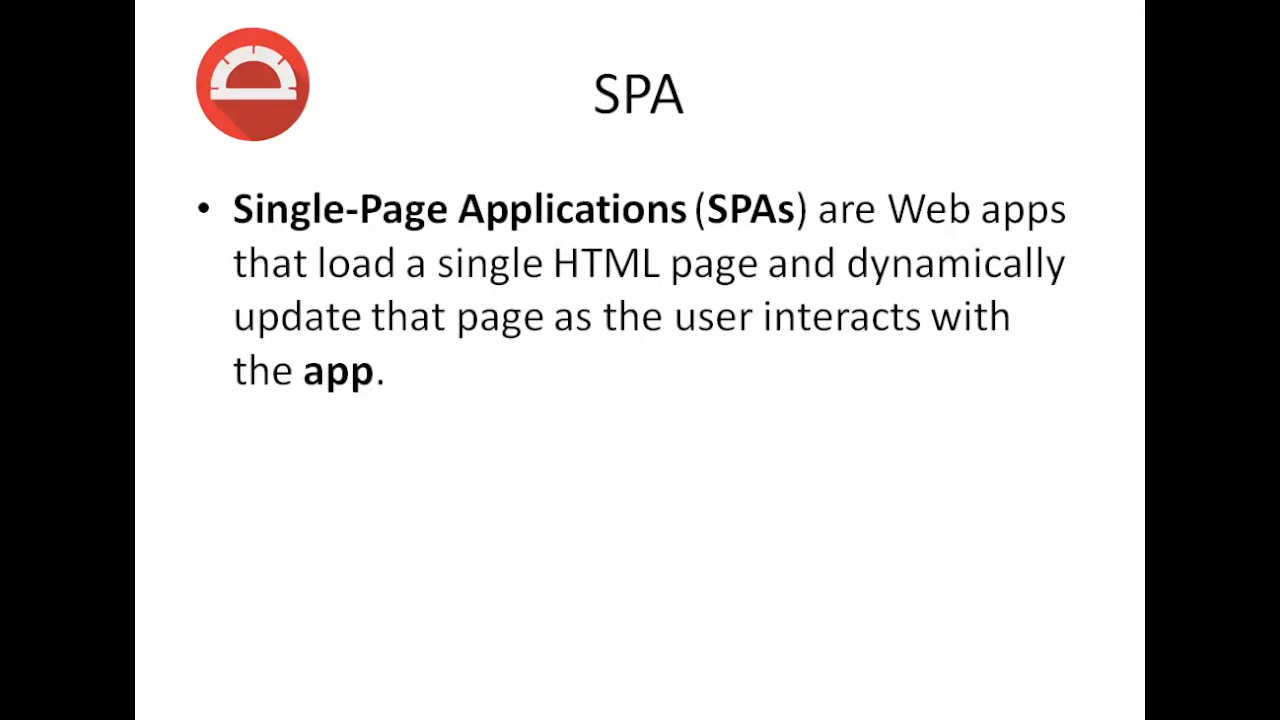 SPA
• Single-Page Applications (SPAs) are Web apps
that load a single HTML page and dynamically
update that page as the user interacts with
the app.